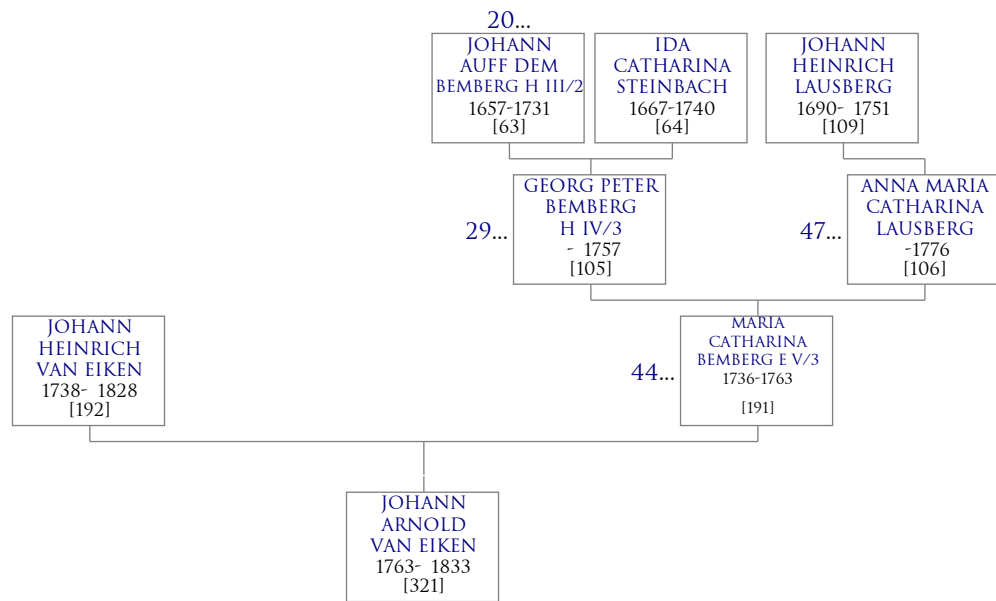 20...
JOHANN
AUFF DEM
BEMBERG H III/2
1657-1731
[63]
IDA
CATHARINA
STEINBACH
1667-1740
[64]
JOHANN
HEINRICH
LAUSBERG
1690- 1751
[109]
29...
GEORG PETER
BEMBERG
H IV/3
- 1757
[105]
47...
ANNA MARIA
CATHARINA
LAUSBERG
-1776
[106]
JOHANN
HEINRICH
VAN EIKEN
1738- 1828
[192]
44...
MARIA
CATHARINA
BEMBERG E V/3
1736-1763
[191]
JOHANN
ARNOLD
VAN EIKEN
1763- 1833
[321]